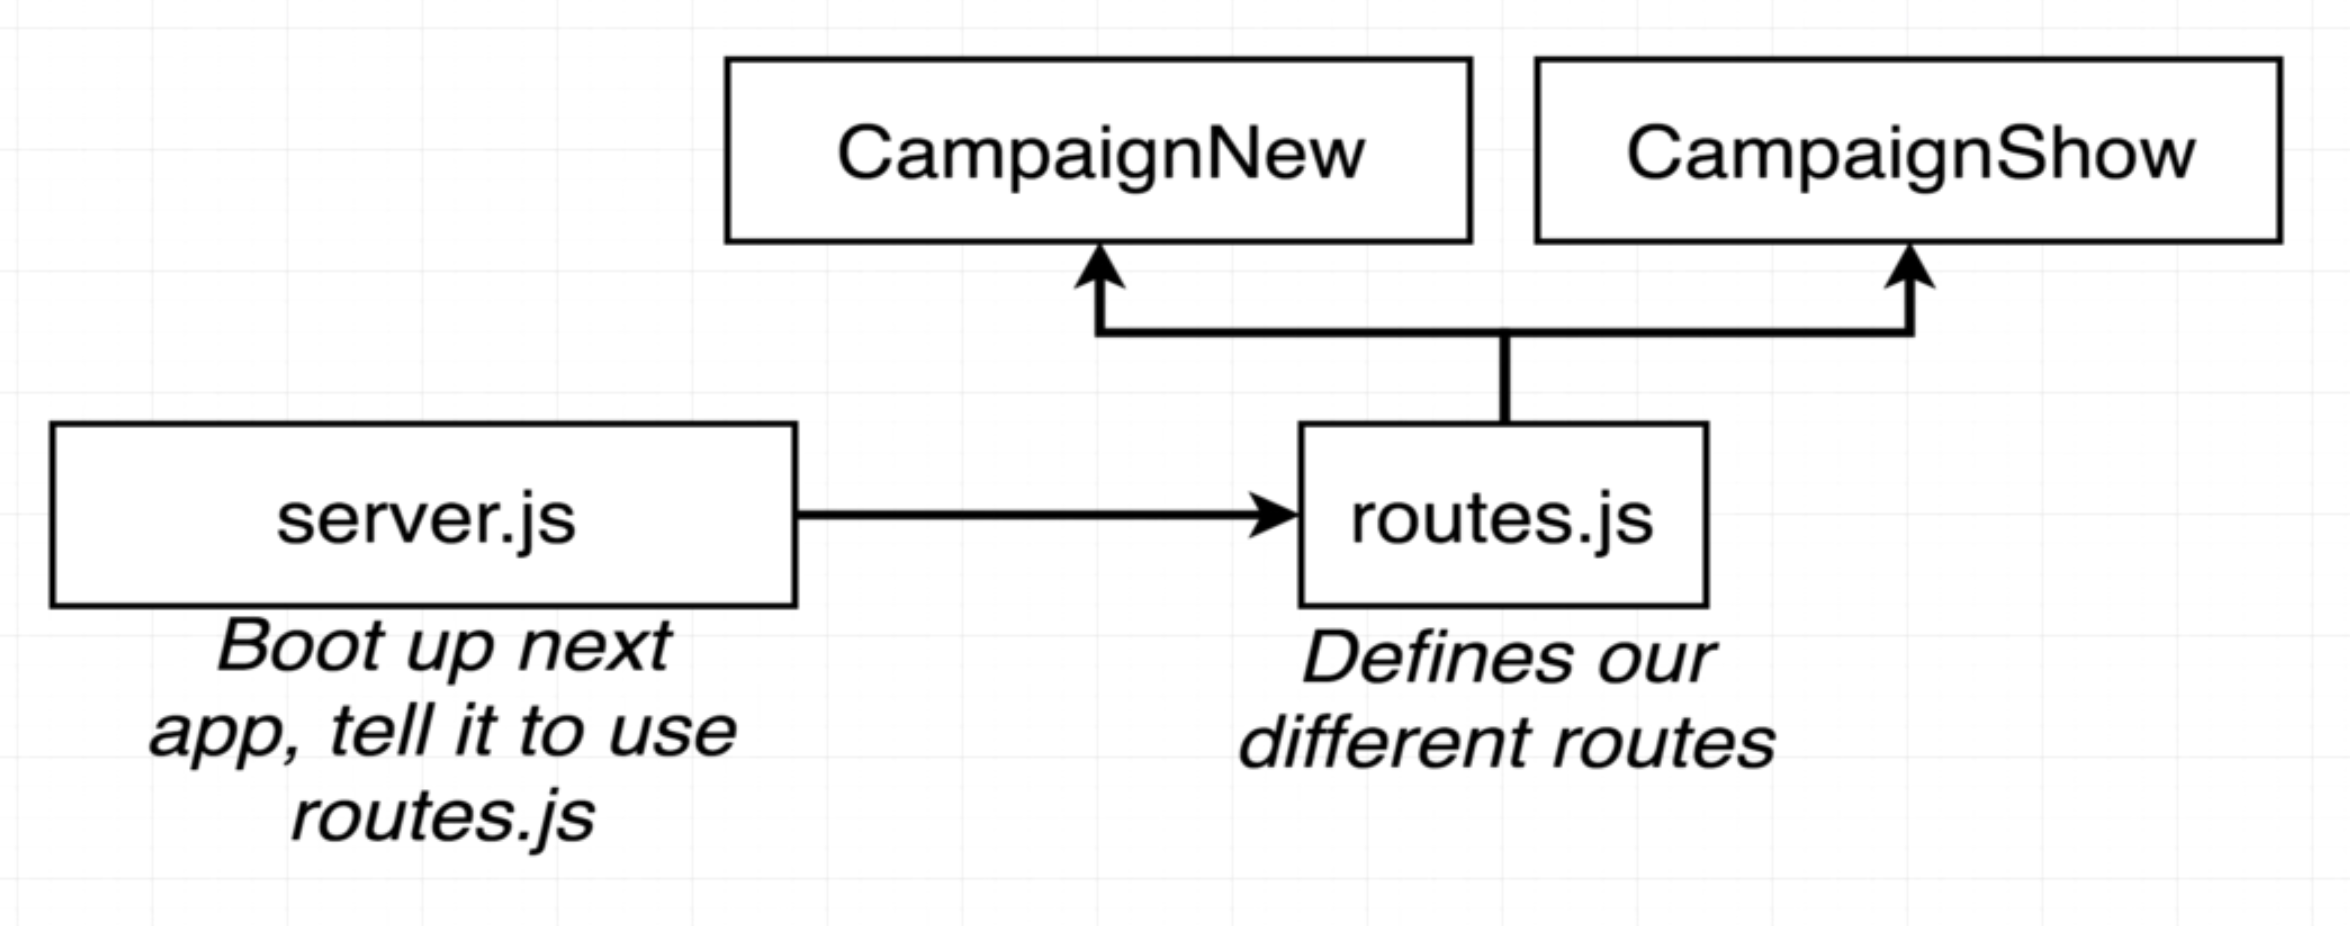 CampaignNew
CampaignShow
server.js
routes.js
Boot up next
app, tell it to use
routes.js
Defines our
different routes